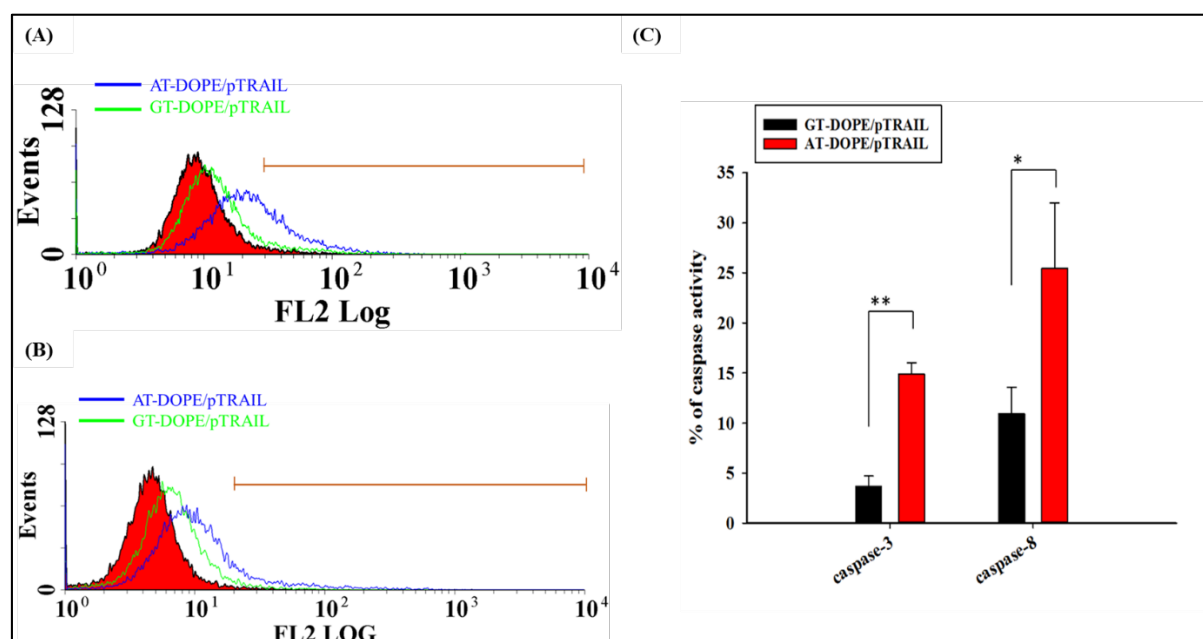 (A)
AT-DOPE/pTRAIL
GT-DOPE/pTRAIL
128
Events
0
10^0 10^1 10^2 10^3 10^4
FL2 Log
(B)
AT-DOPE/pTRAIL
GT-DOPE/pTRAIL
128
Events
0
10^0 10^1 10^2 10^3 10^4
FL2 LOG
(C)
GT-DOPE/pTRAIL
AT-DOPE/pTRAIL
% of caspase activity
35
30
25
20
15
10
5
0
**
*
caspase-3
caspase-8